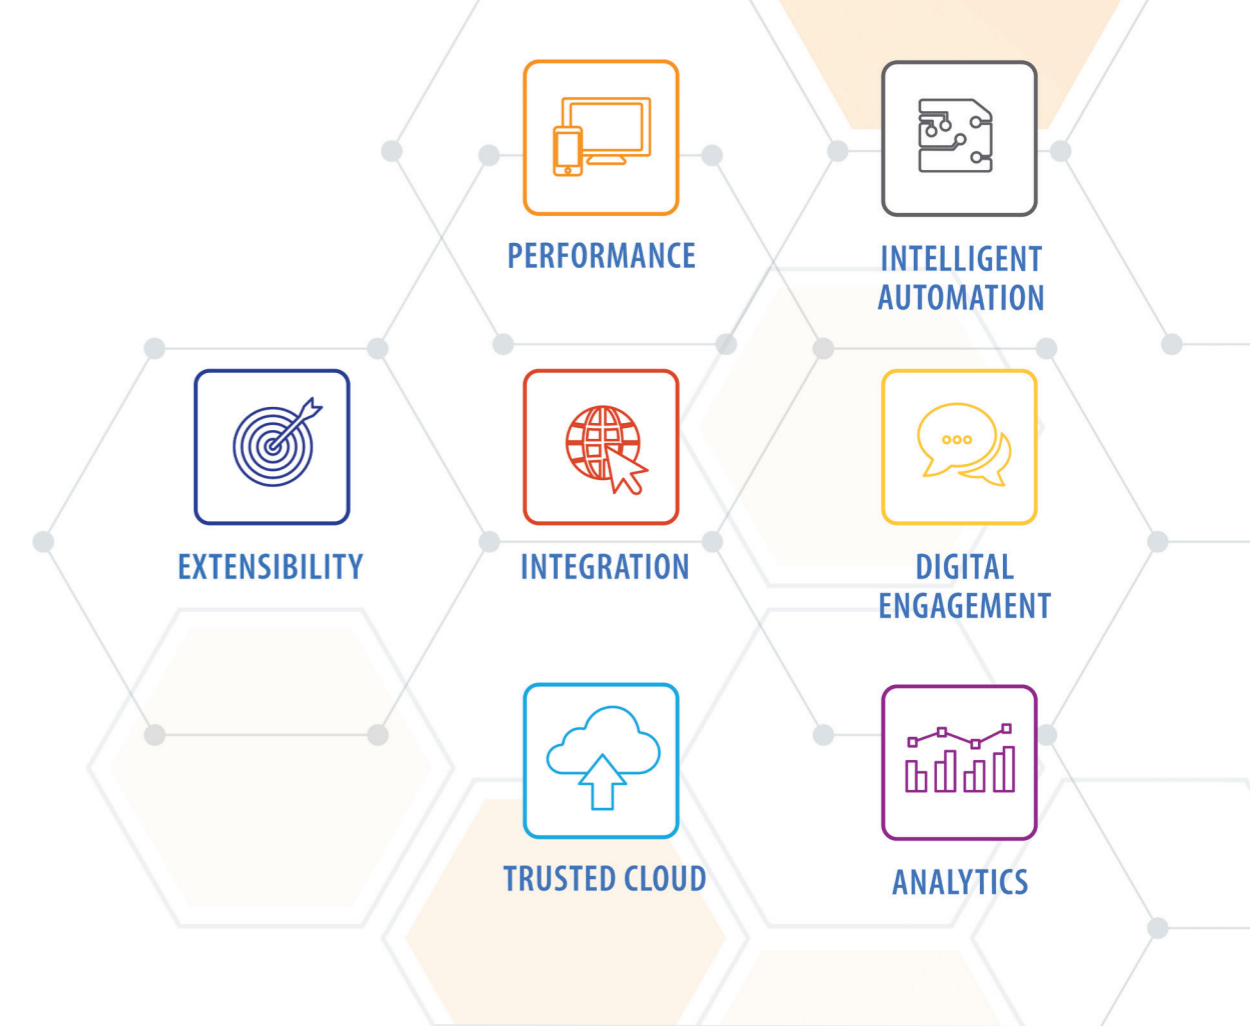 PERFORMANCE
INTELLIGENT
AUTOMATION
EXTENSIBILITY
INTEGRATION
DIGITAL
ENGAGEMENT
TRUSTED CLOUD
ANALYTICS